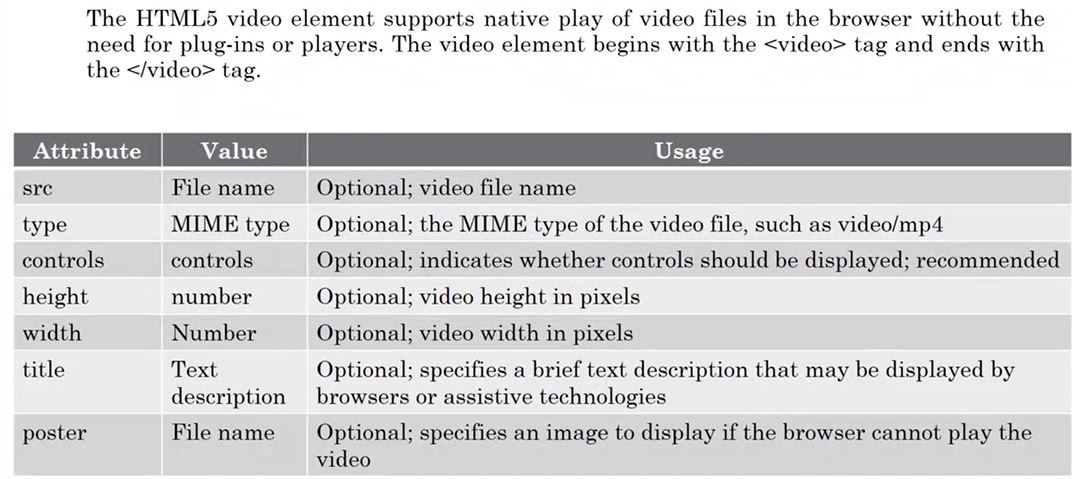 The HTML5 video element supports native play of video files in the browser without the
need for plug-ins or players. The video element begins with the <video> tag and ends with
the </video> tag.
Attribute Value Usage
src File name Optional; video file name
type MIME type Optional; the MIME type of the video file, such as video/mp4
controls controls Optional; indicates whether controls should be displayed; recommended
height number Optional; video height in pixels
width Number Optional; video width in pixels
title Text description Optional; specifies a brief text description that may be displayed by
browsers or assistive technologies
poster File name Optional; specifies an image to display if the browser cannot play the
video